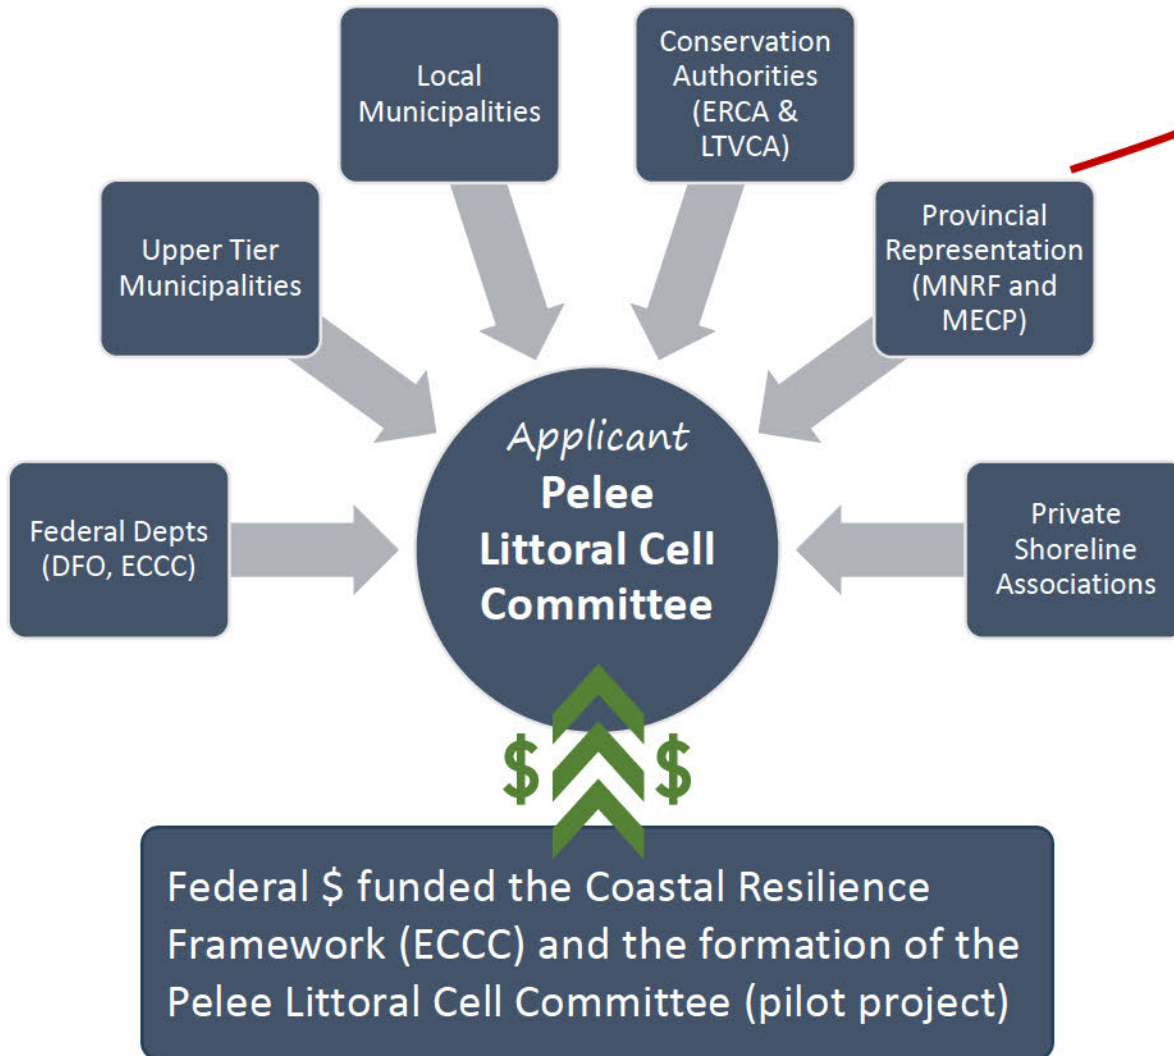 Local
Municipalities
Conservation
Authorities
(ERCA &
LTVCA)
Upper Tier
Municipalities
Provincial
Representation
(MNRF and
MECP)
Federal Depts
(DFO, ECCC)
Applicant
Pelee
Littoral Cell
Committee
Private
Shoreline
Associations
$ $
Federal $ funded the Coastal Resilience
Framework (ECCC) and the formation of the
Pelee Littoral Cell Committee (pilot project)